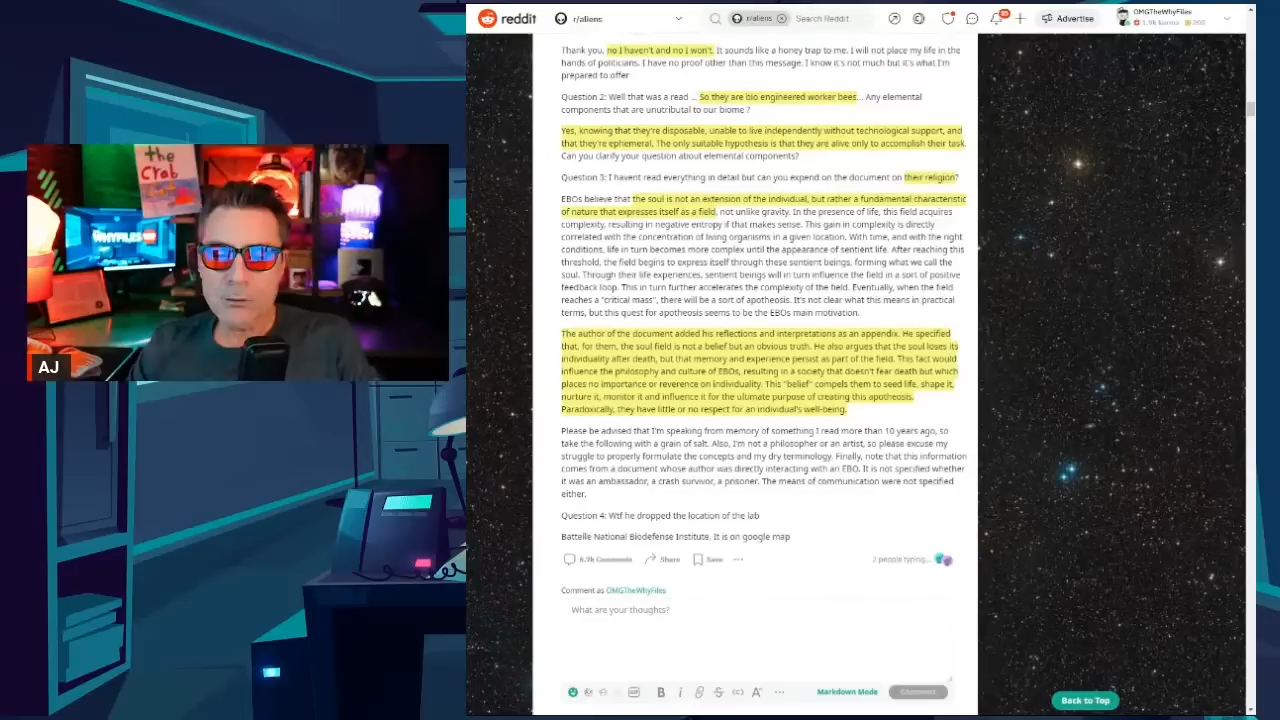 reddit
r/aliens
r/aliens
Search Reddit
Advertise
OMGTheWhyFiles
Thank you, no I haven't and no I won't. It sounds like a honey trap to me. I will not place my life in the
hands of politicians. I have no proof other than this message. I know it's not much but it's what I'm
prepared to offer
Question 2: Well that was a read ... So they are bio engineered worker bees... Any elemental
components that are unutributal to our biome ?
Yes, knowing that they're disposable, unable to live independently without technological support, and
that they're ephemeral. The only suitable hypothesis is that they are alive only to accomplish their task.
Can you clarify your question about elemental components?
Question 3: I havent read everything in detail but can you expend on the document on their religion?
EBOs believe that the soul is not an extension of the individual, but rather a fundamental characteristic
of nature that expresses itself as a field, not unlike gravity. In the presence of life, this field acquires
complexity, resulting in negative entropy if that makes sense. This gain in complexity is directly
correlated with the concentration of living organisms in a given location. With time, and with the right
conditions, life in turn becomes more complex until the appearance of sentient life. After reaching this
threshold, the field begins to express itself through these sentient beings, forming what we call the
soul. Through their life experiences, sentient beings will in turn influence the field in a sort of positive
feedback loop. This in turn further accelerates the complexity of the field. Eventually, when the field
reaches a "critical mass", there will be a sort of apotheosis. It's not clear what this means in practical
terms, but this quest for apotheosis seems to be the EBOs main motivation.
The author of the document added his reflections and interpretations as an appendix. He specified
that, for them, the soul field is not a belief but an obvious truth. He also argues that the soul loses its
individuality after death, but that memory and experience persist as part of the field. This fact would
influence the philosophy and culture of EBOs, resulting in a society that doesn't fear death but which
places no importance or reverence on individuality. This "belief" compels them to seed life, shape it,
nurture it, monitor it and influence it for the ultimate purpose of creating this apotheosis.
Paradoxically, they have little or no respect for an individual's well-being.
Please be advised that I'm speaking from memory of something I read more than 10 years ago, so
take the following with a grain of salt. Also, I'm not a philosopher or an artist, so please excuse my
struggle to properly formulate the concepts and my dry terminology. Finally, note that this information
comes from a document whose author was directly interacting with an EBO. It is not specified whether
it was an ambassador, a crash survivor, a prisoner. The means of communication were not specified
either.
Question 4: Wtf he dropped the location of the lab
Battelle National Biodefense Institute. It is on google map
Comments
Share
Save
2 people typing...
Comment as OMGTheWhyFiles
What are your thoughts?
GIF
Markdown Mode
Comment
Back to Top
the
Crab
WHYFILES
AJ